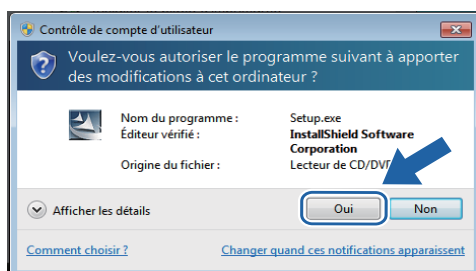 Contrôle de compte d'utilisateur
Voulez-vous autoriser le programme suivant à apporter
des modifications à cet ordinateur ?
Nom du programme : Setup.exe
Éditeur vérifié : InstallShield Software
Corporation
Origine du fichier : Lecteur de CD/DVD
Afficher les détails Oui Non
Comment choisir ? Changer quand ces notifications apparaissent